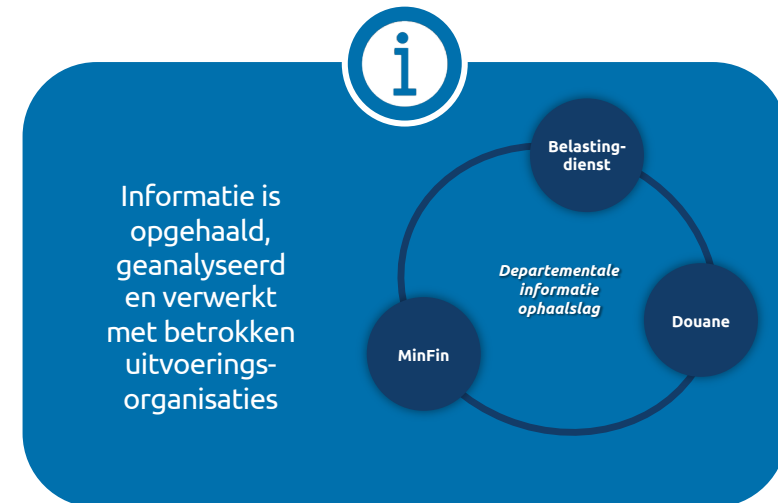 i
Informatie is
opgehaald,
geanalyseerd
en verwerkt
met betrokken
uitvoerings-
organisaties
Belasting-
dienst
Departementale
informatie
ophaalslag
Douane
MinFin